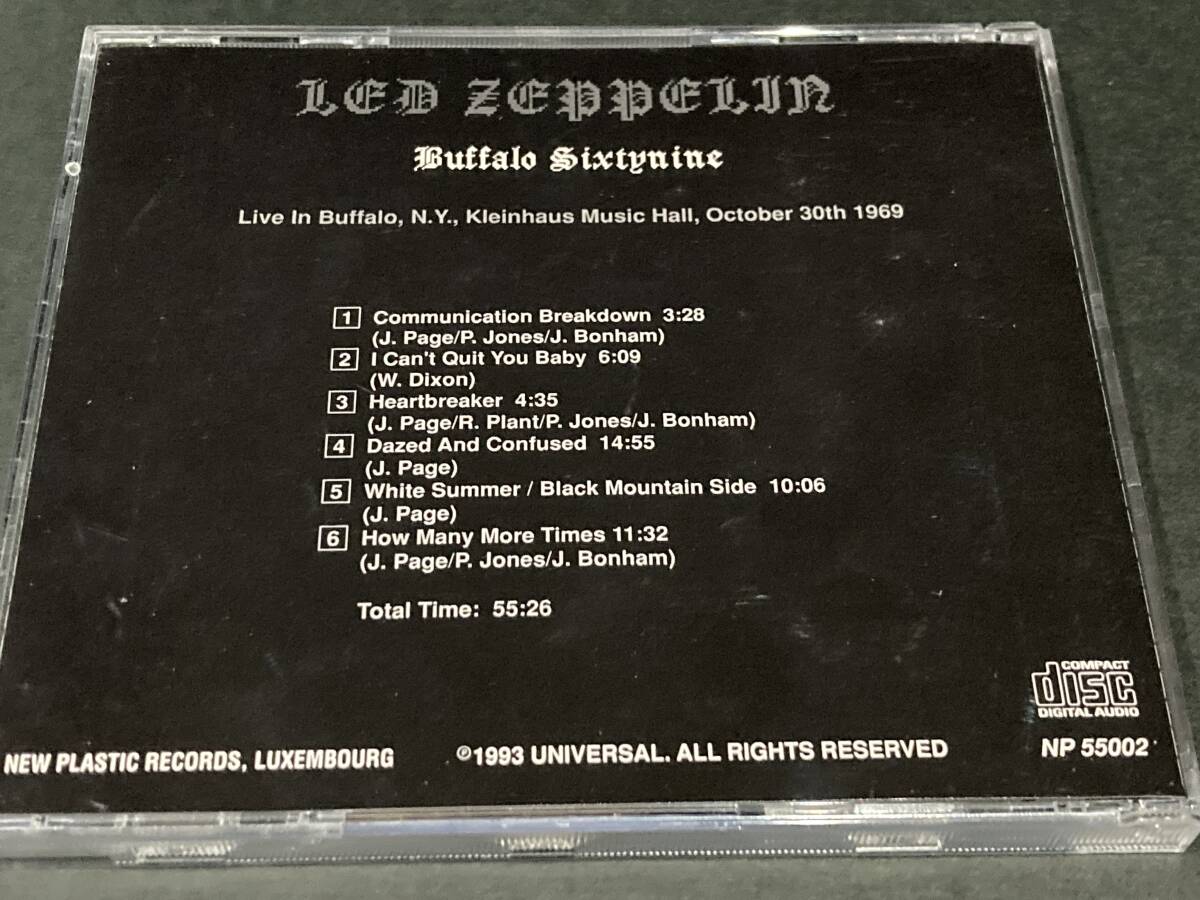 LED ZEPPELIN
Buffalo Sixtynine
Live In Buffalo, N.Y., Kleinhaus Music Hall, October 30th 1969
1 Communication Breakdown 3:28
(J. Page/P. Jones/J. Bonham)
2 I Can't Quit You Baby 6:09
(W. Dixon)
3 Heartbreaker 4:35
(J. Page/R. Plant/P. Jones/J. Bonham)
4 Dazed And Confused 14:55
(J. Page)
5 White Summer / Black Mountain Side 10:06
(J. Page)
6 How Many More Times 11:32
(J. Page/P. Jones/J. Bonham)
Total Time: 55:26
COMPACT
disc
DIGITAL AUDIO
NEW PLASTIC RECORDS, LUXEMBOURG
℗1993 UNIVERSAL. ALL RIGHTS RESERVED
NP 55002